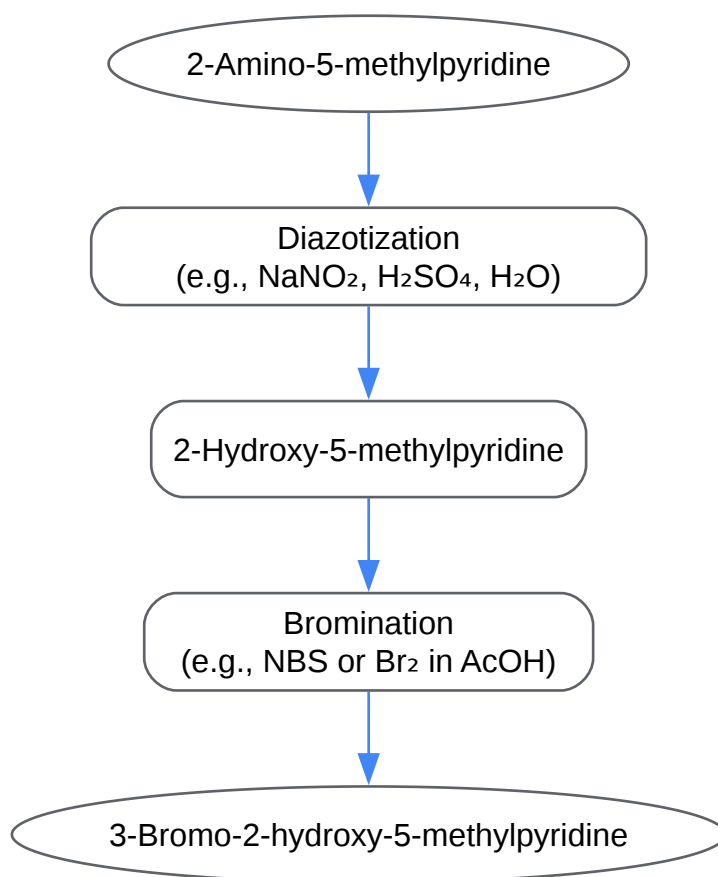 2-Amino-5-methylpyridine
Diazotization
(e.g., NaNO₂, H₂SO₄, H₂O)
2-Hydroxy-5-methylpyridine
Bromination
(e.g., NBS or Br₂ in AcOH)
3-Bromo-2-hydroxy-5-methylpyridine